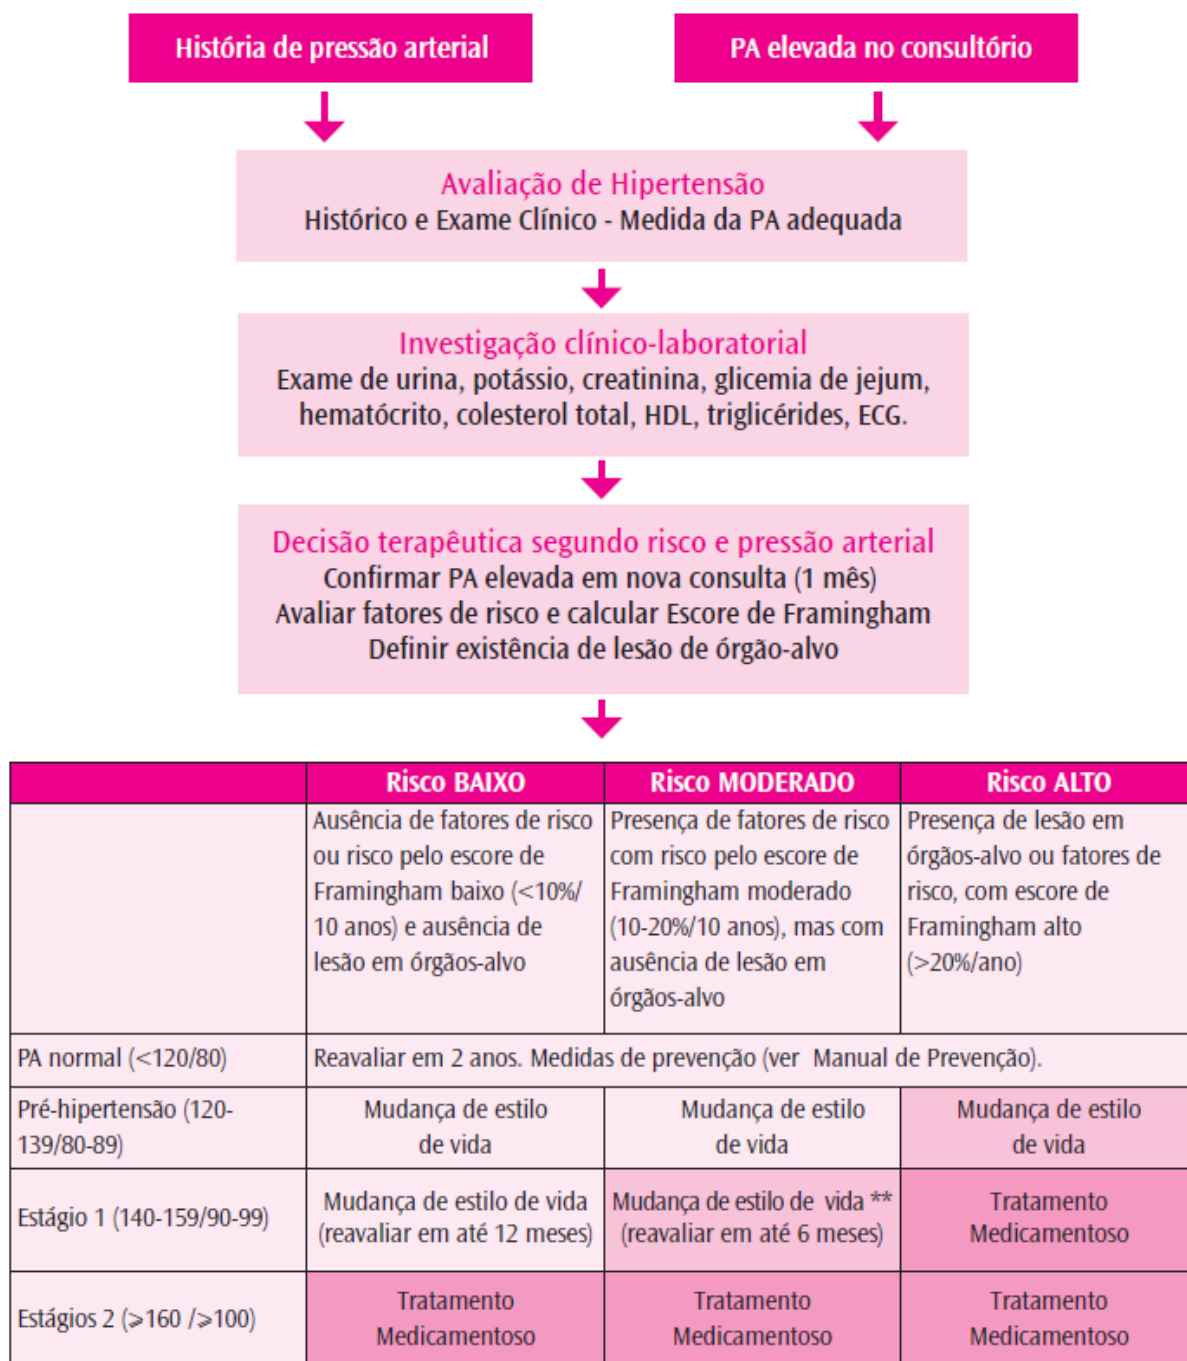 História de pressão arterial
PA elevada no consultório
Avaliação de Hipertensão
Histórico e Exame Clínico - Medida da PA adequada
Investigação clínico-laboratorial
Exame de urina, potássio, creatinina, glicemia de jejum,
hematócrito, colesterol total, HDL, triglicérides, ECG.
Decisão terapêutica segundo risco e pressão arterial
Confirmar PA elevada em nova consulta (1 mês)
Avaliar fatores de risco e calcular Escore de Framingham
Definir existência de lesão de órgão-alvo
Risco BAIXO
Risco MODERADO
Risco ALTO
Ausência de fatores de risco
ou risco pelo escore de
Framingham baixo (<10%/
10 anos) e ausência de
lesão em órgãos-alvo
Presença de fatores de risco
com risco pelo escore de
Framingham moderado
(10-20%/10 anos), mas com
ausência de lesão em
órgãos-alvo
Presença de lesão em
órgãos-alvo ou fatores de
risco, com escore de
Framingham alto
(>20%/ano)
PA normal (<120/80)
Reavaliar em 2 anos. Medidas de prevenção (ver Manual de Prevenção).
Pré-hipertensão (120-
139/80-89)
Mudança de estilo
de vida
Mudança de estilo
de vida
Mudança de estilo
de vida
Estágio 1 (140-159/90-99)
Mudança de estilo de vida
(reavaliar em até 12 meses)
Mudança de estilo de vida **
(reavaliar em até 6 meses)
Tratamento
Medicamentoso
Estágios 2 (⩾160 /⩾100)
Tratamento
Medicamentoso
Tratamento
Medicamentoso
Tratamento
Medicamentoso